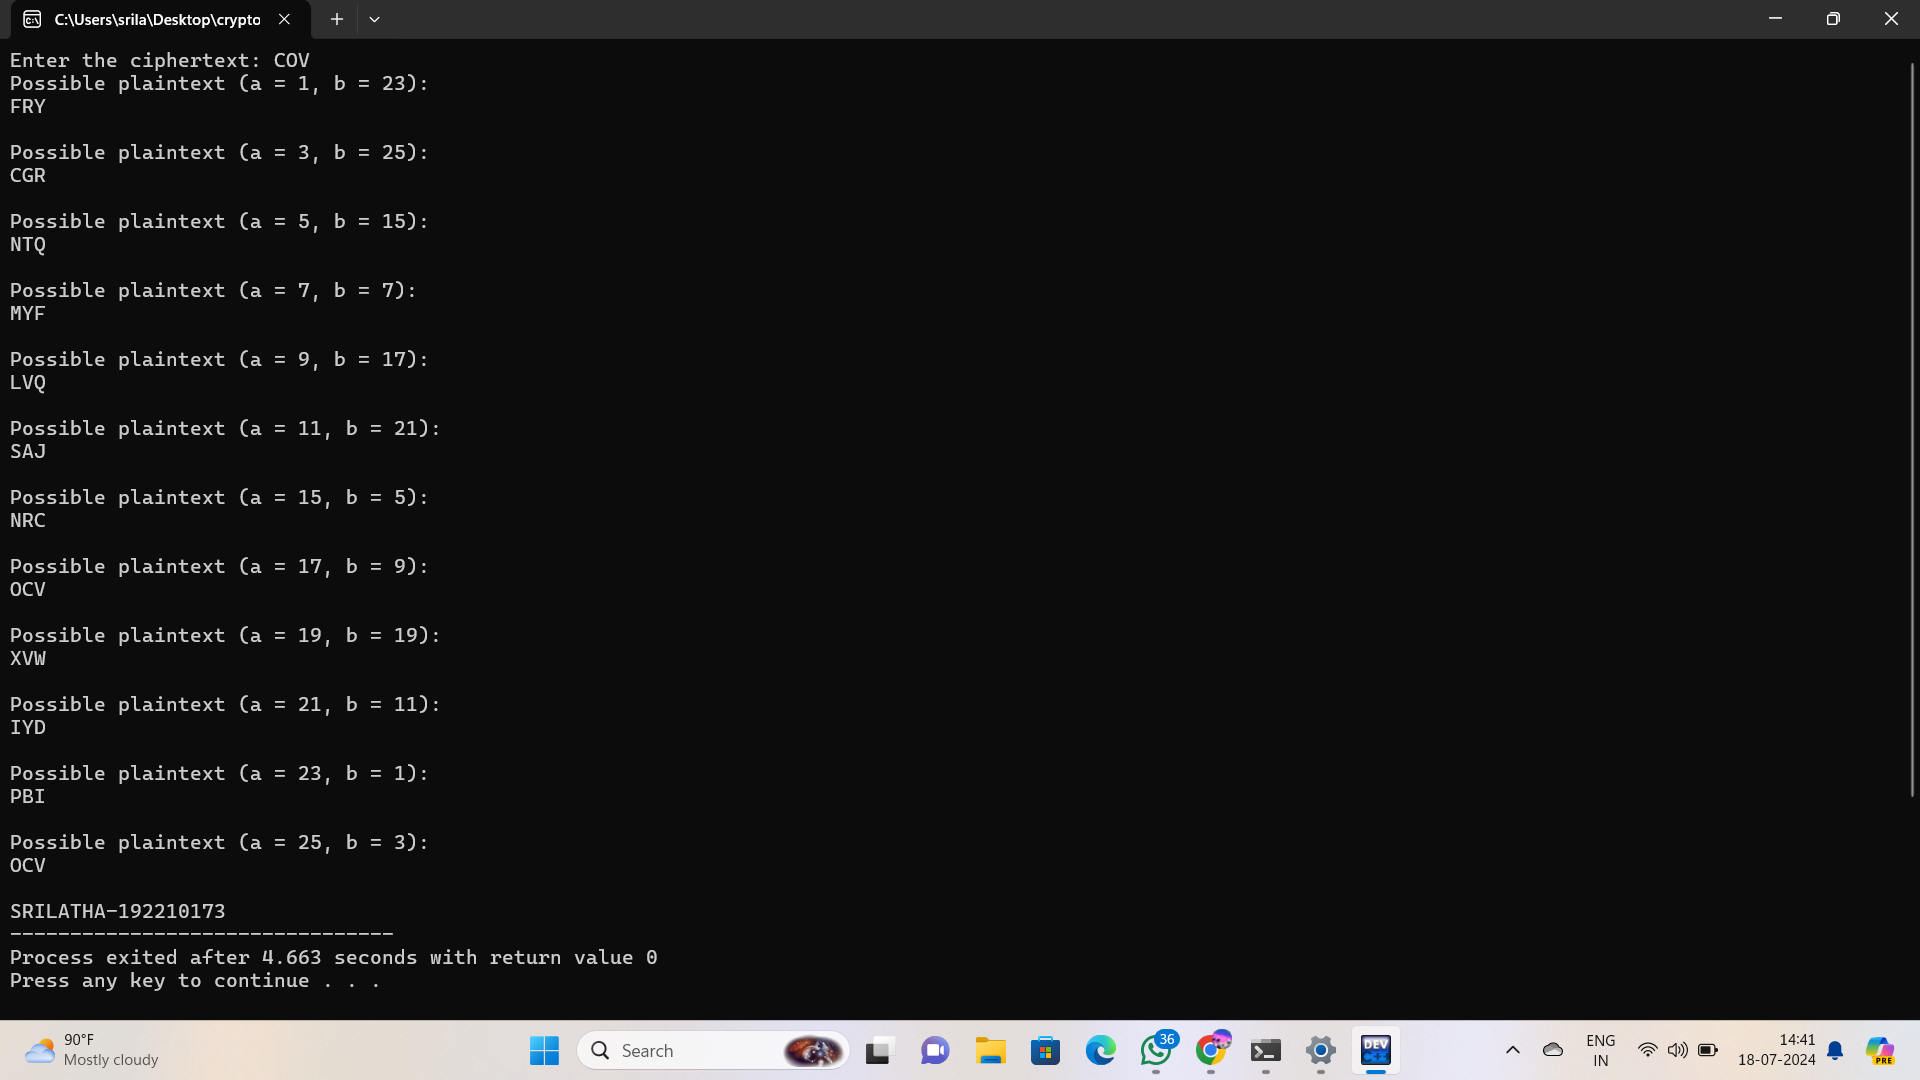 C:\Users\srila\Desktop\crypto
Enter the ciphertext: COV
Possible plaintext (a = 1, b = 23):
FRY
Possible plaintext (a = 3, b = 25):
CGR
Possible plaintext (a = 5, b = 15):
NTQ
Possible plaintext (a = 7, b = 7):
MYF
Possible plaintext (a = 9, b = 17):
LVQ
Possible plaintext (a = 11, b = 21):
SAJ
Possible plaintext (a = 15, b = 5):
NRC
Possible plaintext (a = 17, b = 9):
OCV
Possible plaintext (a = 19, b = 19):
XVW
Possible plaintext (a = 21, b = 11):
IYD
Possible plaintext (a = 23, b = 1):
PBI
Possible plaintext (a = 25, b = 3):
OCV
SRILATHA-192210173
--------------------------------
Process exited after 4.663 seconds with return value 0
Press any key to continue . . .
90°F
Mostly cloudy
Search
36
DEV
C++
ENG
IN
14:41
18-07-2024
PRE